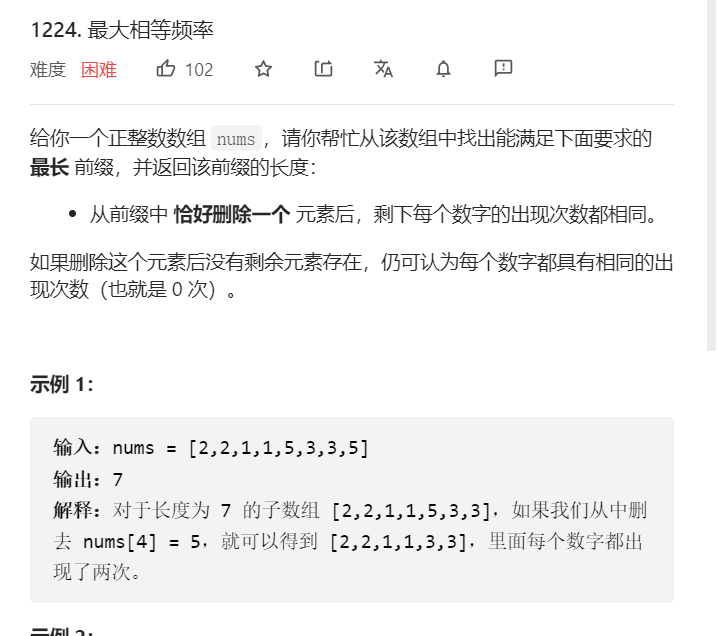 1224. 最大相等频率
难度 困难 102
给你一个正整数数组 nums，请你帮忙从该数组中找出能满足下面要求的
最长 前缀，并返回该前缀的长度：
• 从前缀中 恰好删除一个 元素后，剩下每个数字的出现次数都相同。
如果删除这个元素后没有剩余元素存在，仍可认为每个数字都具有相同的出
现次数（也就是 0 次）。
示例 1：
输入：nums = [2,2,1,1,5,3,3,5]
输出：7
解释：对于长度为 7 的子数组 [2,2,1,1,5,3,3]，如果我们从中删
去 nums[4] = 5，就可以得到 [2,2,1,1,3,3]，里面每个数字都出
现了两次。